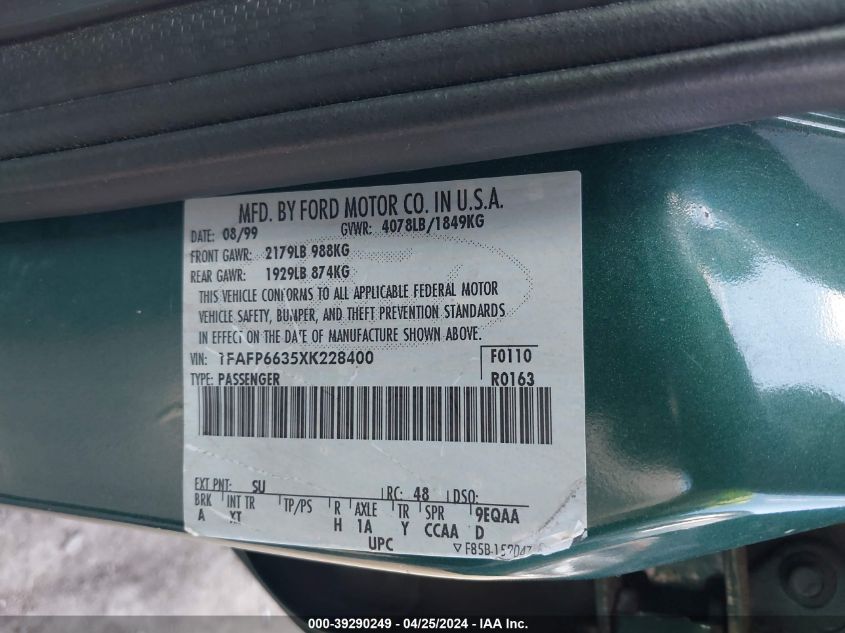 MFD. BY FORD MOTOR CO. IN U.S.A.
DATE: 08/99 GVWR: 4078LB/1849KG
FRONT GAWR: 2179LB 988KG
REAR GAWR: 1929LB 874KG
THIS VEHICLE CONFORMS TO ALL APPLICABLE FEDERAL MOTOR
VEHICLE SAFETY, BUMPER, AND THEFT PREVENTION STANDARDS
IN EFFECT ON THE DATE OF MANUFACTURE SHOWN ABOVE.
VIN: 1FAFP6635XK228400 F0110
TYPE: PASSENGER R0163
EXT PNT: SU RC: 48 DSO:
BRK INT TR TP/PS R AXLE TR SPR 9EQAA
A XT H 1A Y CCAA D
UPC
000-39290249 / 04/25/2024 - IAA Inc.